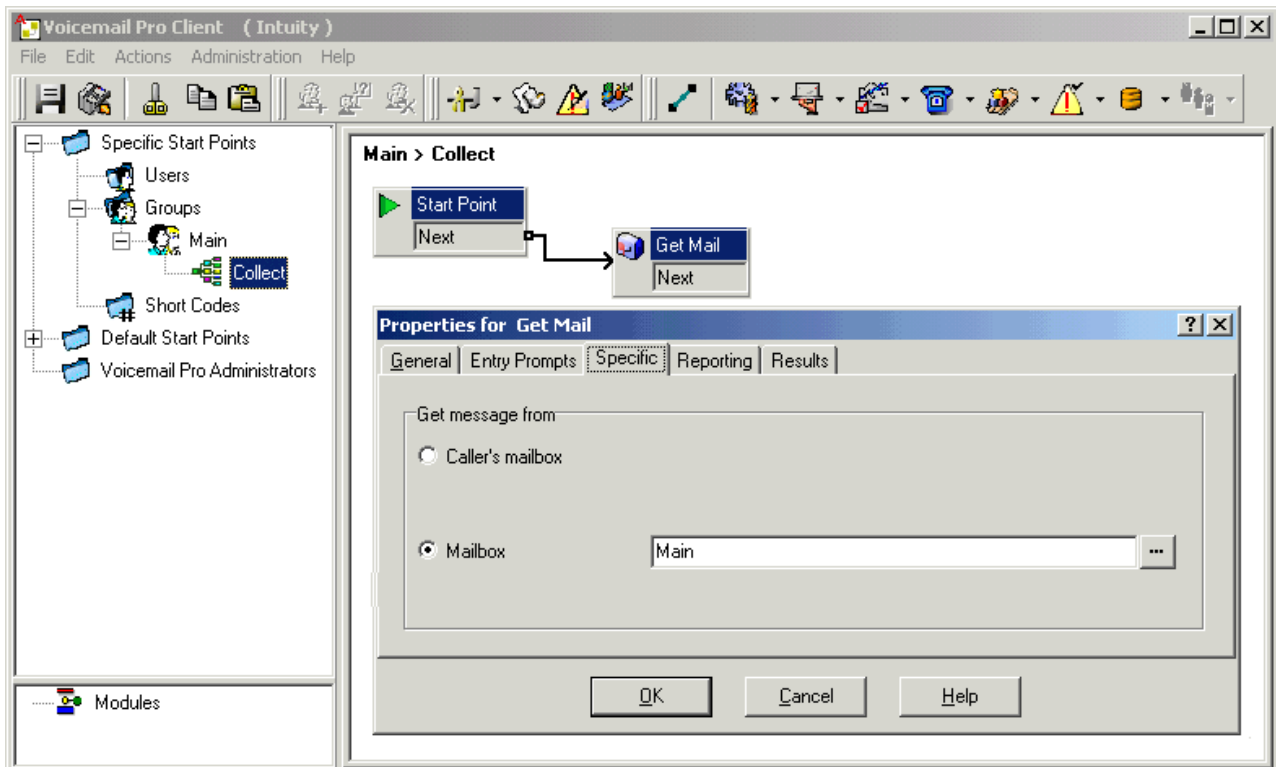 Voicemail Pro Client ( Intuity )
File Edit Actions Administration Help
Specific Start Points
Users
Groups
Main
Collect
Short Codes
Default Start Points
Voicemail Pro Administrators
Modules
Main > Collect
Start Point
Next
Get Mail
Next
Properties for Get Mail
General Entry Prompts Specific Reporting Results
Get message from
Caller's mailbox
Mailbox Main ...
OK Cancel Help